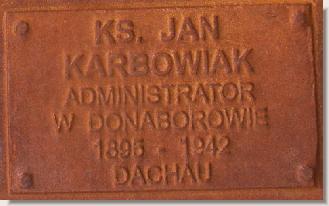 KS. JAN
KARBOWIAK
ADMINISTRATOR
W DONABOROWIE
1895 - 1942
DACHAU